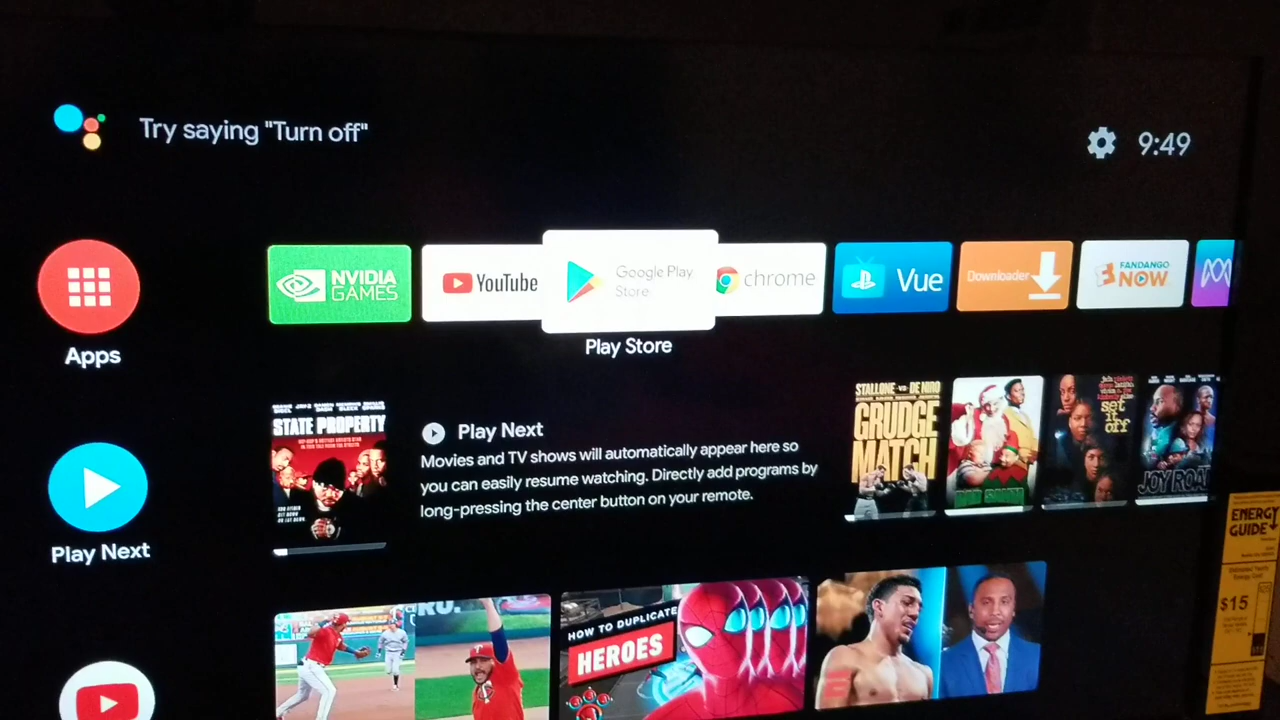 Try saying "Turn off"
9:49
NVIDIA
GAMES
YouTube
Google Play
Store
chrome
Vue
Downloader
FANDANGO
NOW
Apps
Play Store
STATE PROPERTY
Play Next
Movies and TV shows will automatically appear here so
you can easily resume watching. Directly add programs by
long-pressing the center button on your remote.
STALLONE vs DE NIRO
GRUDGE
MATCH
set
it
off
Play Next
ENERGY
GUIDE
$15
HOW TO DUPLICATE
HEROES